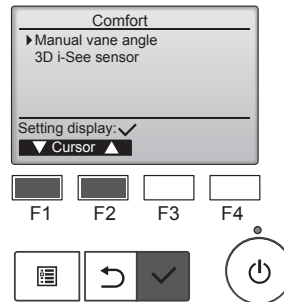 Comfort
Manual vane angle
3D i-See sensor
Setting display:✓
▼ Cursor ▲
F1 F2 F3 F4